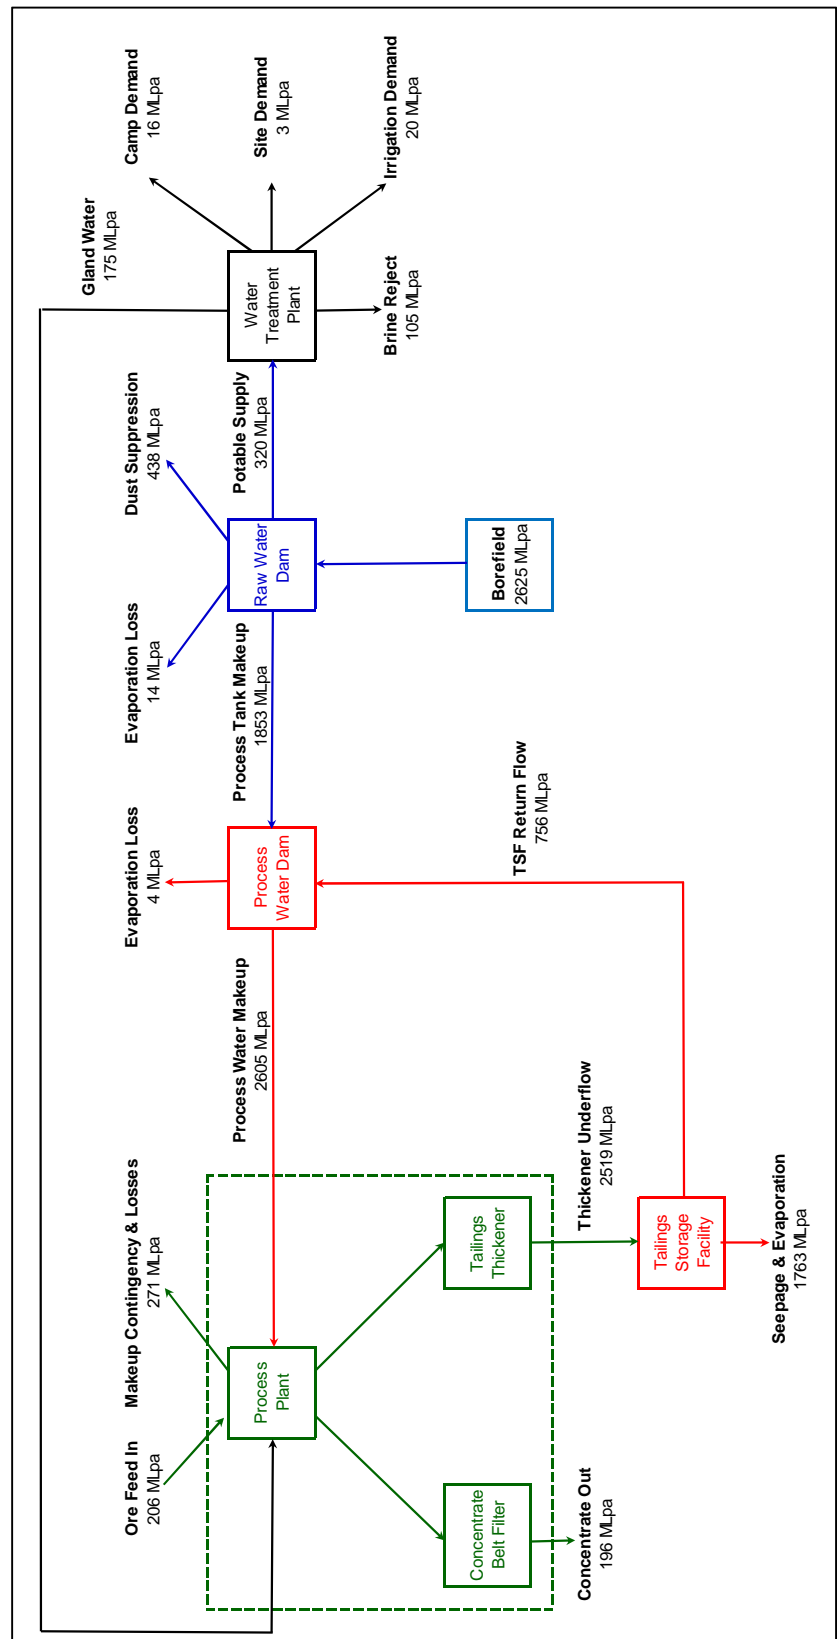 Gland Water
175 MLpa
Ore Feed In
206 MLpa
Makeup Contingency & Losses
271 MLpa
Evaporation Loss
4 MLpa
Evaporation Loss
14 MLpa
Dust Suppression
438 MLpa
Camp Demand
16 MLpa
Process
Plant
Process Water Makeup
2605 MLpa
Process
Water Dam
Process Tank Makeup
1853 MLpa
Raw Water
Dam
Potable Supply
320 MLpa
Water
Treatment
Plant
Site Demand
3 MLpa
Brine Reject
105 MLpa
Irrigation Demand
20 MLpa
Concentrate
Belt Filter
Tailings
Thickener
Borefield
2625 MLpa
Concentrate Out
196 MLpa
Thickener Underflow
2519 MLpa
TSF Return Flow
756 MLpa
Tailings
Storage
Facility
Seepage & Evaporation
1763 MLpa